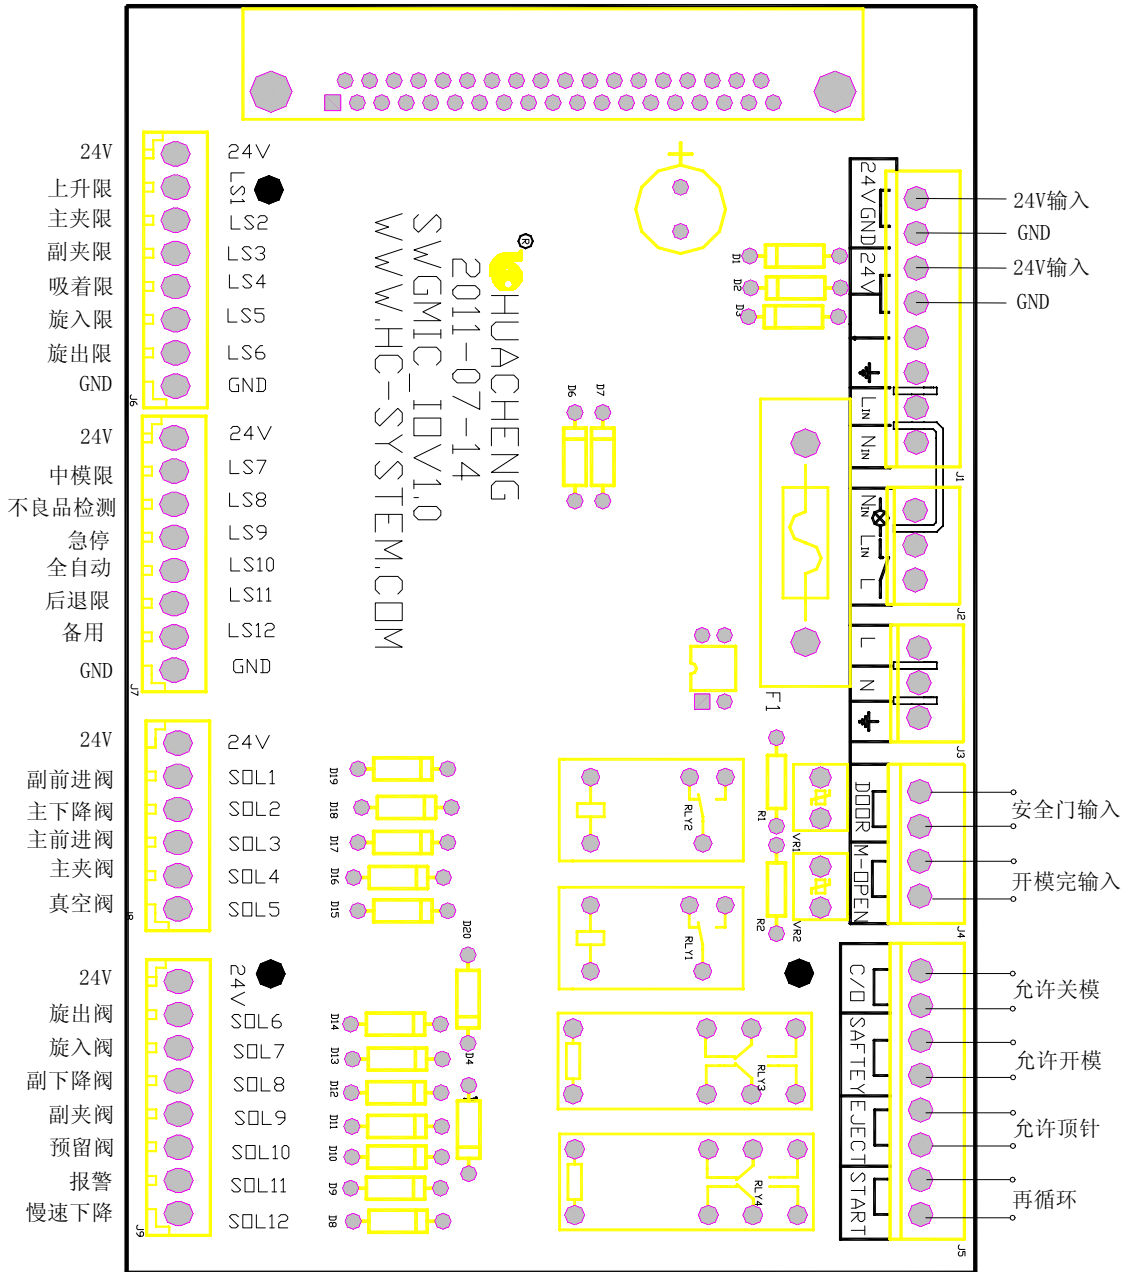 24V 24V
上升限 LS1
主夹限 LS2
副夹限 LS3
吸着限 LS4
旋入限 LS5
旋出限 LS6
GND GND
J6
24V 24V
中模限 LS7
不良品检测 LS8
急停 LS9
全自动 LS10
后退限 LS11
备用 LS12
GND GND
J7
24V 24V
副前进阀 SOL1
主下降阀 SOL2
主前进阀 SOL3
主夹阀 SOL4
真空阀 SOL5
J8
24V 24V
旋出阀 SOL6
旋入阀 SOL7
副下降阀 SOL8
副夹阀 SOL9
预留阀 SOL10
报警 SOL11
慢速下降 SOL12
J9
®
HUACHENG
2011-07-14
SWGMIC_IOV1.0
WWW.HC-SYSTEM.COM
+
D1
D2
D3
D6
D7
F1
D19
D18
D17
D16
D15
D20
D14
D13
D12
D11
D10
D9
D8
D4
RLY2
RLY1
RLY3
RLY4
R1
VR1
R2
VR2
24VGND
24V
LIN
NIN
J1
NIN
LIN
L
J2
L
N
J3
DOOR
M-OPEN
J4
C/O
SAFTEY
EJECT
START
J5
24V输入
GND
24V输入
GND
安全门输入
开模完输入
允许关模
允许开模
允许顶针
再循环